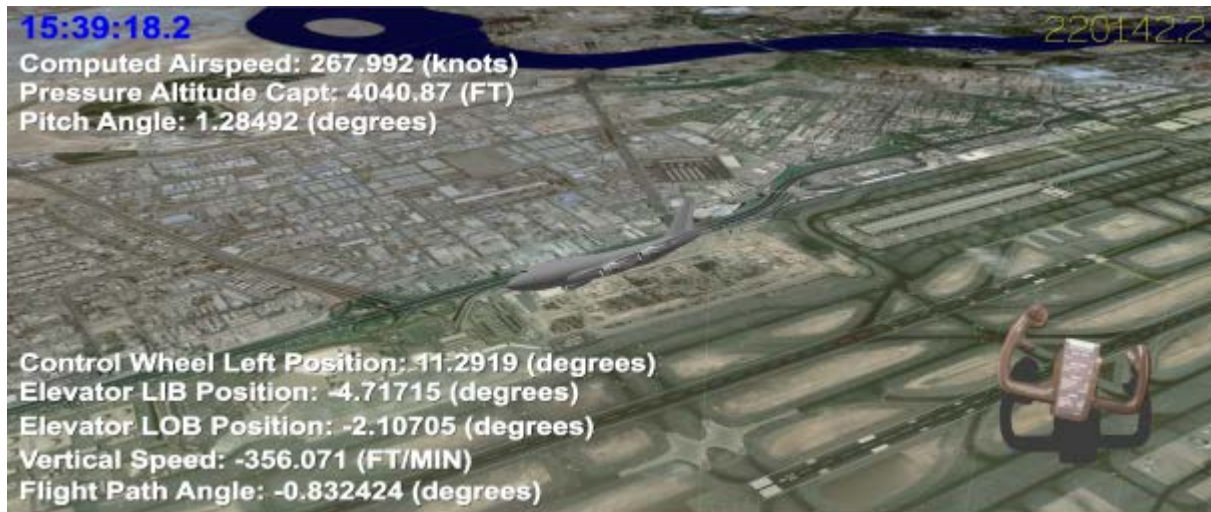 15:39:18.2
220142.2
Computed Airspeed: 267.992 (knots)
Pressure Altitude Capt: 4040.87 (FT)
Pitch Angle: 1.28492 (degrees)
Control Wheel Left Position: 11.2919 (degrees)
Elevator LIB Position: -4.71715 (degrees)
Elevator LOB Position: -2.10705 (degrees)
Vertical Speed: -356.071 (FT/MIN)
Flight Path Angle: -0.832424 (degrees)